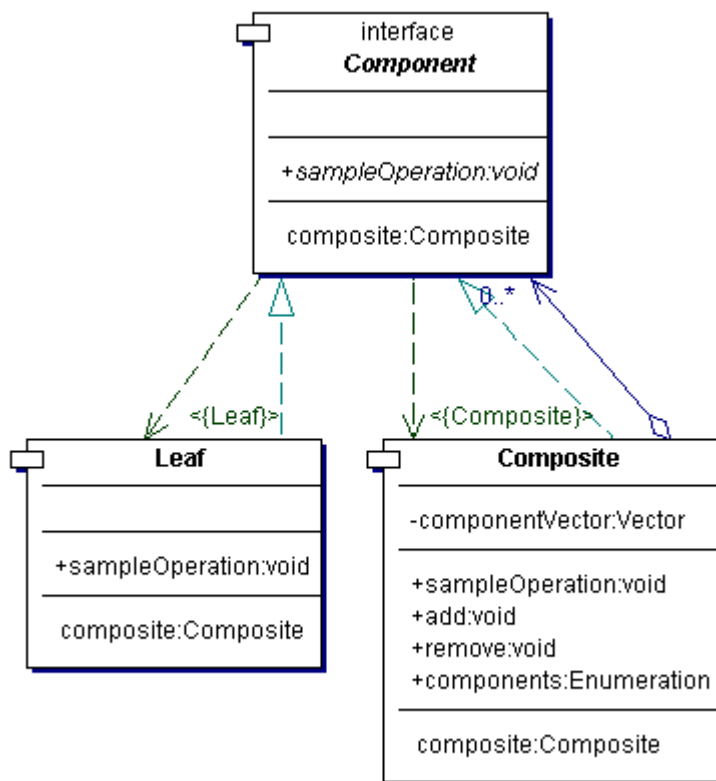 interface
Component
+sampleOperation:void
composite:Composite
0..*
<{Leaf}>
<{Composite}>
Leaf
+sampleOperation:void
composite:Composite
Composite
-componentVector:Vector
+sampleOperation:void
+add:void
+remove:void
+components:Enumeration
composite:Composite